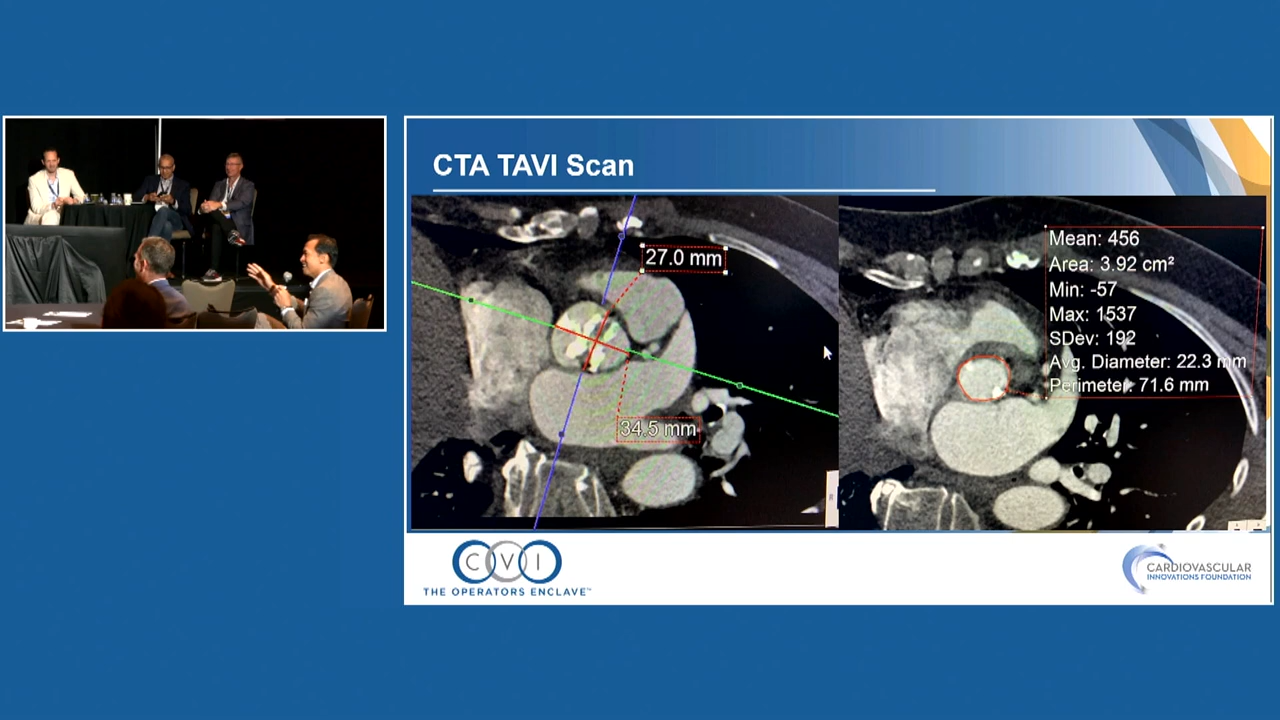 CTA TAVI Scan
27.0 mm
34.5 mm
Mean: 456
Area: 3.92 cm²
Min: -57
Max: 1537
SDev: 192
Avg. Diameter: 22.3 mm
Perimeter: 71.6 mm
C V I
THE OPERATORS ENCLAVE™
CARDIOVASCULAR
INNOVATIONS FOUNDATION